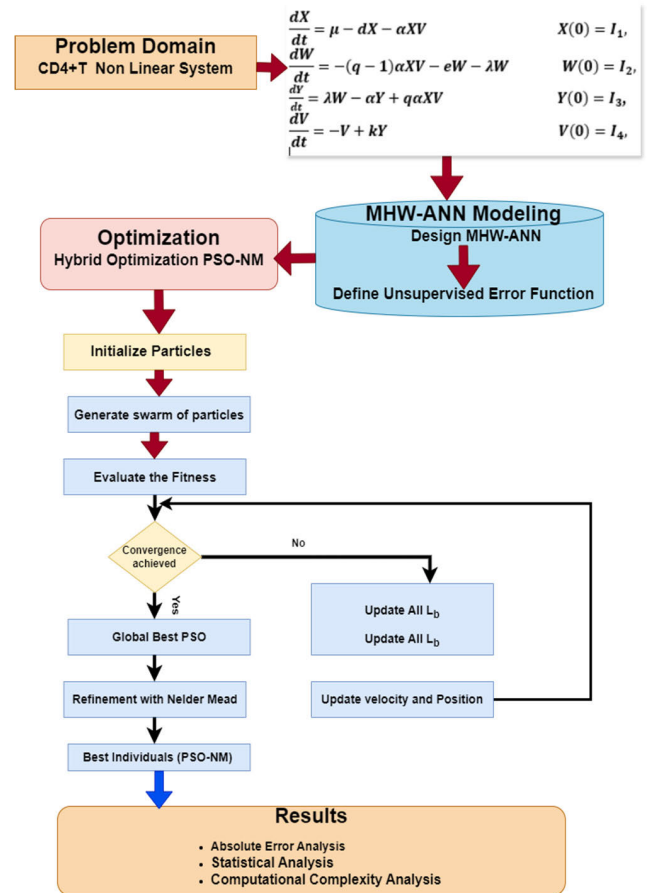 Problem Domain
CD4+T Non Linear System
dX/dt = μ − dX − αXV X(0) = I₁,
dW/dt = −(q − 1)αXV − eW − λW W(0) = I₂,
dY/dt = λW − αY + qαXV Y(0) = I₃,
dV/dt = −V + kY V(0) = I₄,
MHW-ANN Modeling
Design MHW-ANN
Define Unsupervised Error Function
Optimization
Hybrid Optimization PSO-NM
Initialize Particles
Generate swarm of particles
Evaluate the Fitness
Convergence
achieved
No
Yes
Update All L_b
Update All L_b
Global Best PSO
Refinement with Nelder Mead
Update velocity and Position
Best Individuals (PSO-NM)
Results
• Absolute Error Analysis
• Statistical Analysis
• Computational Complexity Analysis